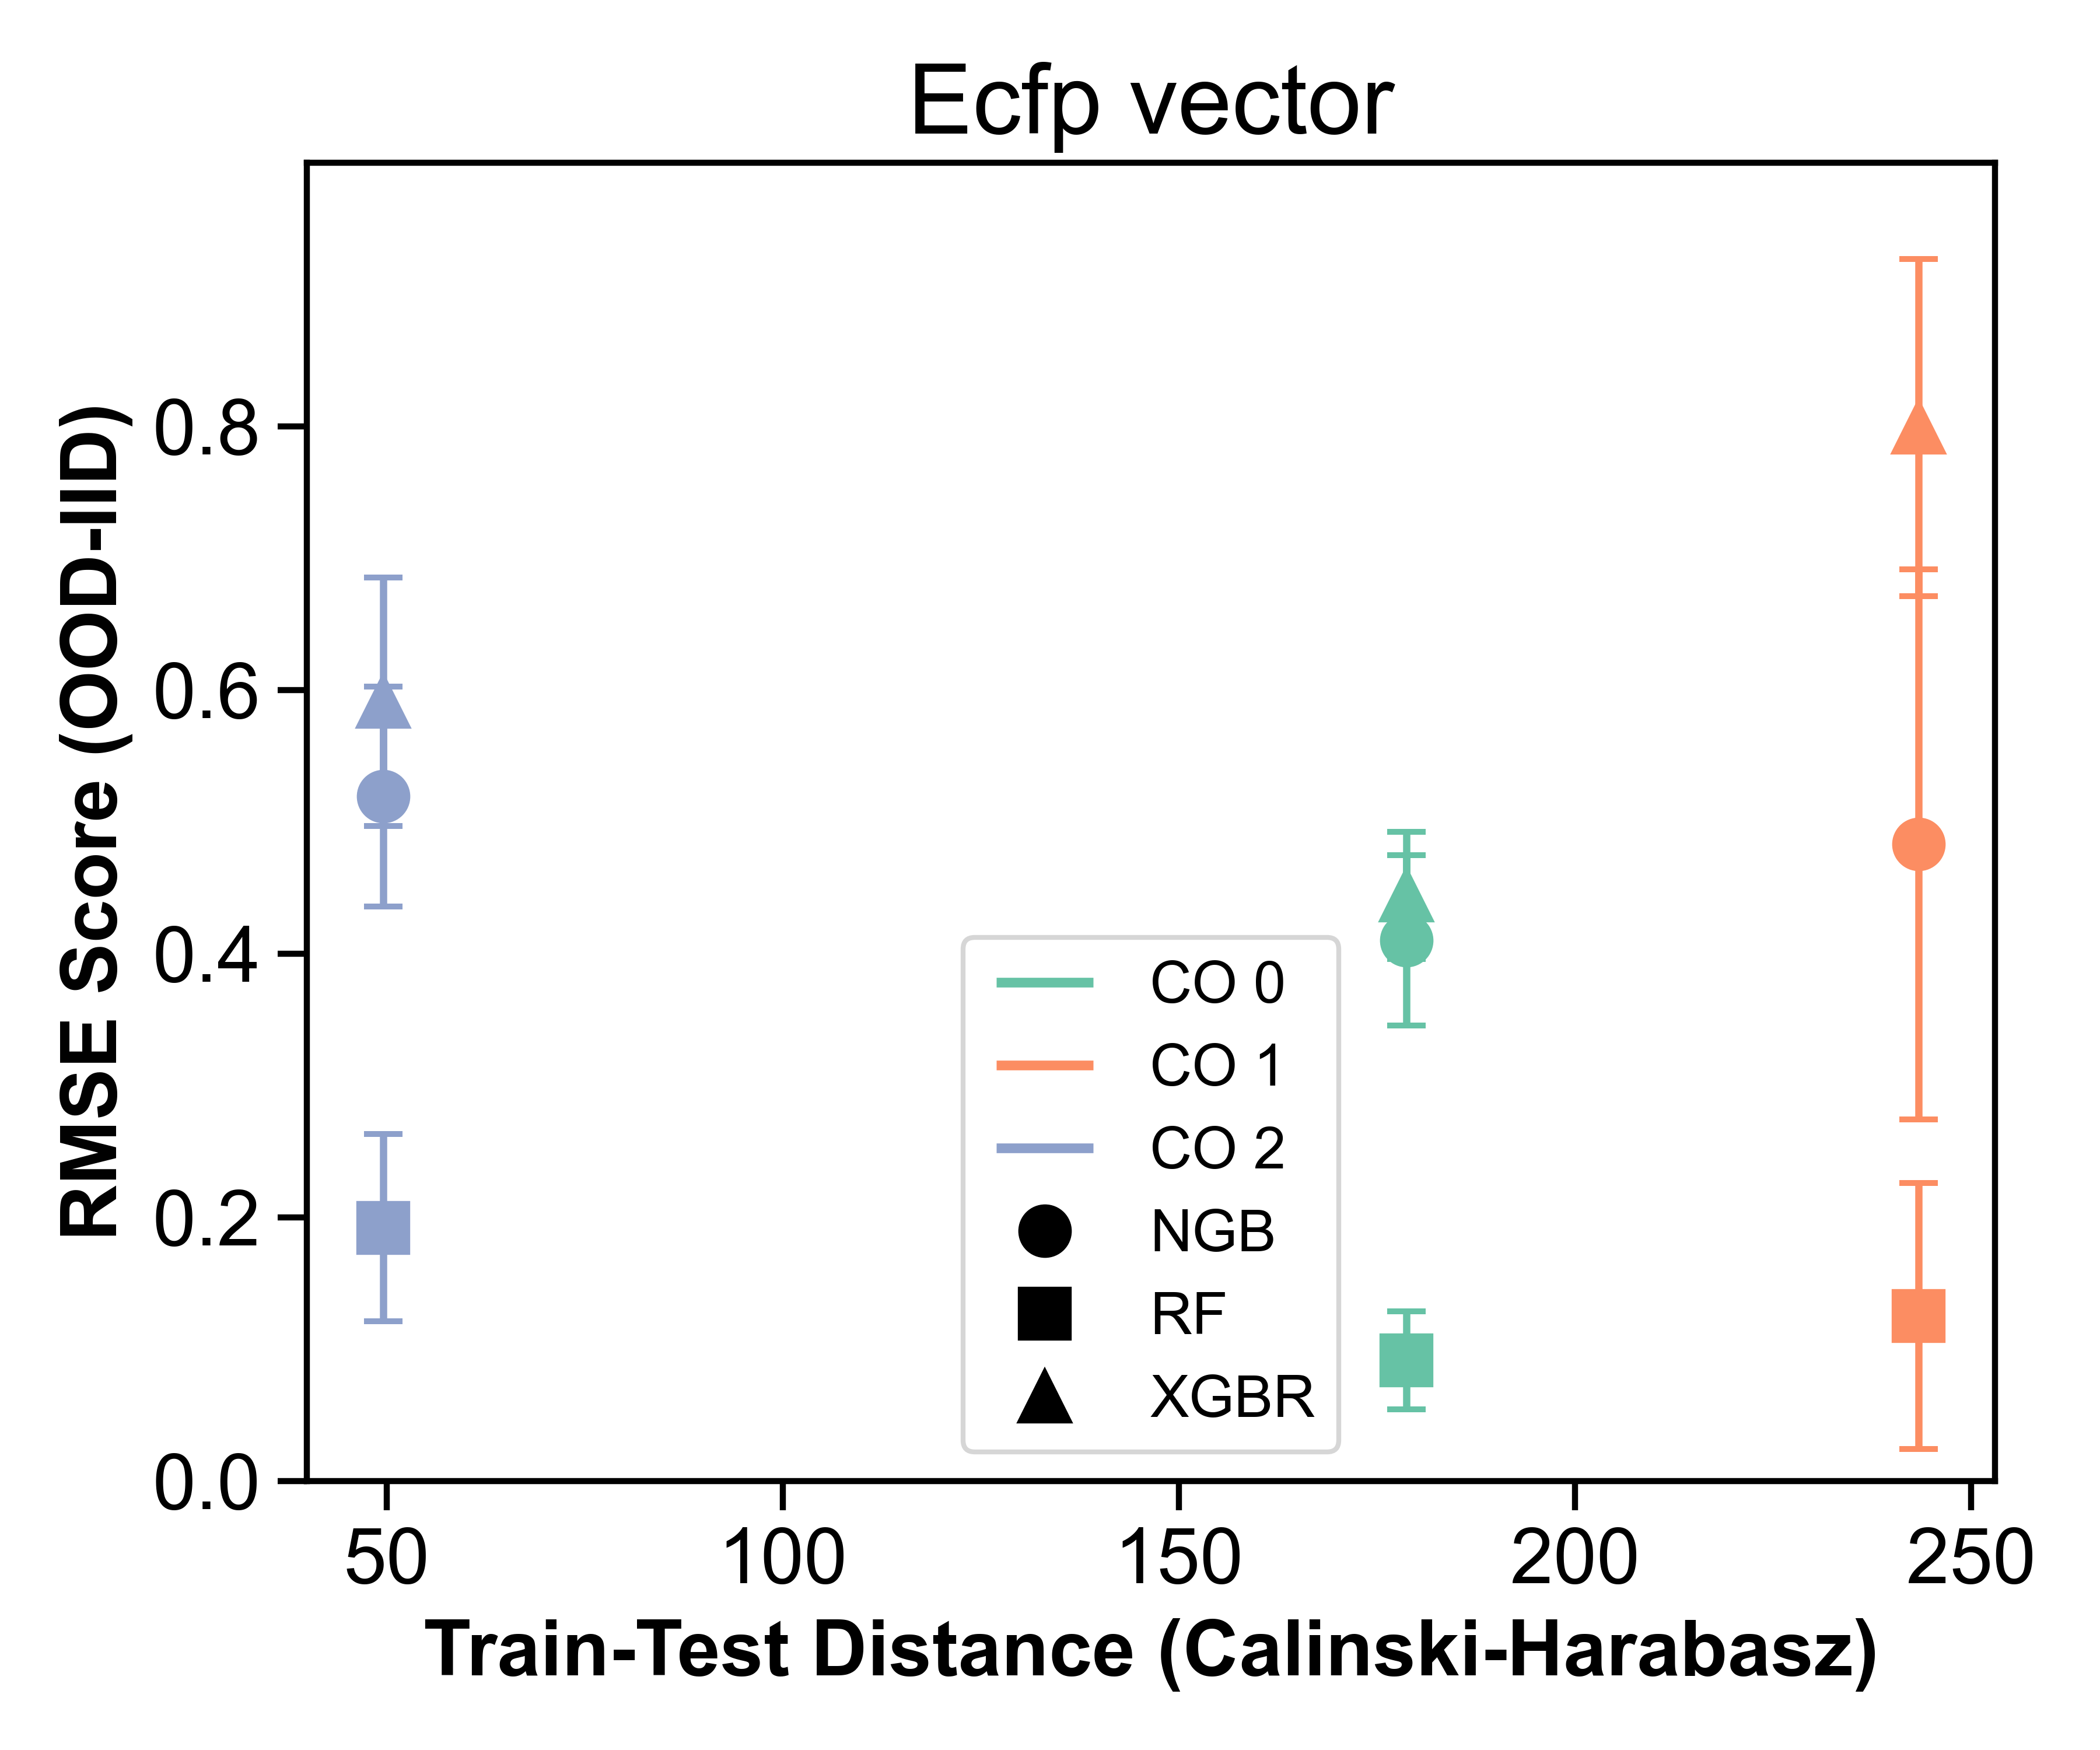 Ecfp vector
RMSE Score (OOD-IID)
0.8
0.6
0.4
0.2
0.0
CO 0
CO 1
CO 2
NGB
RF
XGBR
50 100 150 200 250
Train-Test Distance (Calinski-Harabasz)